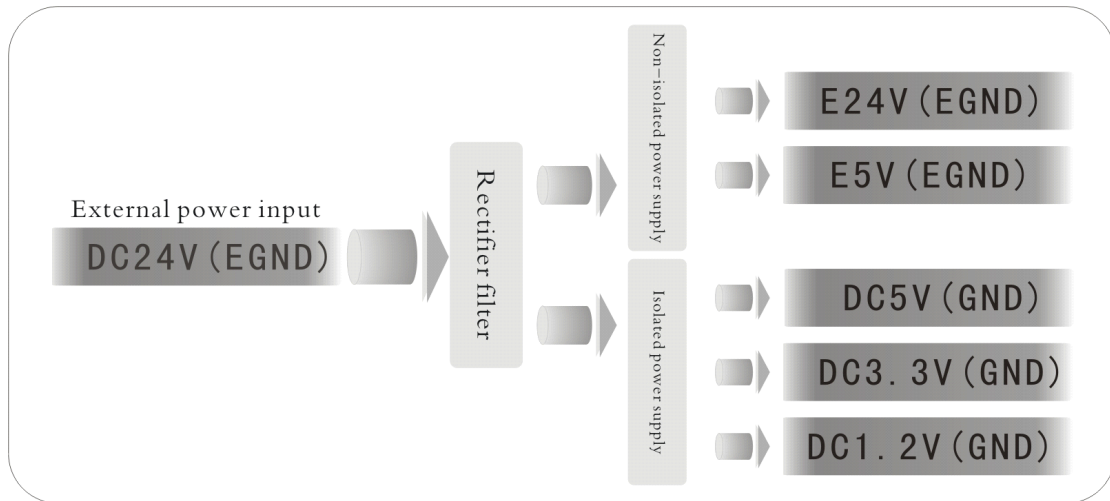 External power input
DC24V(EGND)
Rectifier filter
Non-isolated power supply
E24V(EGND)
E5V(EGND)
Isolated power supply
DC5V(GND)
DC3.3V(GND)
DC1.2V(GND)